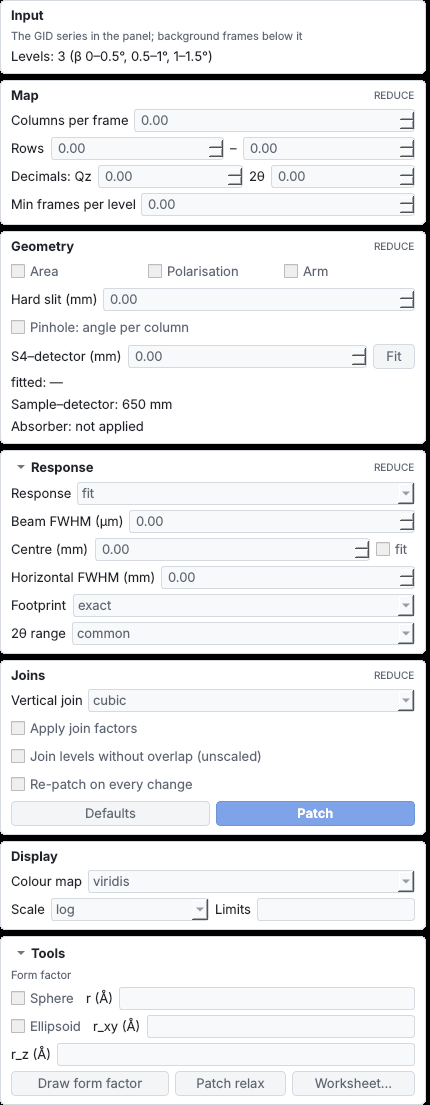 Input
The GID series in the panel; background frames below it
Levels: 3 (β 0–0.5°, 0.5–1°, 1–1.5°)
Map REDUCE
Columns per frame 0.00
Rows 0.00 – 0.00
Decimals: Qz 0.00 2θ 0.00
Min frames per level 0.00
Geometry REDUCE
Area Polarisation Arm
Hard slit (mm) 0.00
Pinhole: angle per column
S4–detector (mm) 0.00 Fit
fitted: —
Sample–detector: 650 mm
Absorber: not applied
Response REDUCE
Response fit
Beam FWHM (µm) 0.00
Centre (mm) 0.00 fit
Horizontal FWHM (mm) 0.00
Footprint exact
2θ range common
Joins REDUCE
Vertical join cubic
Apply join factors
Join levels without overlap (unscaled)
Re-patch on every change
Defaults Patch
Display
Colour map viridis
Scale log Limits
Tools
Form factor
Sphere r (Å)
Ellipsoid r_xy (Å)
r_z (Å)
Draw form factor Patch relax Worksheet...